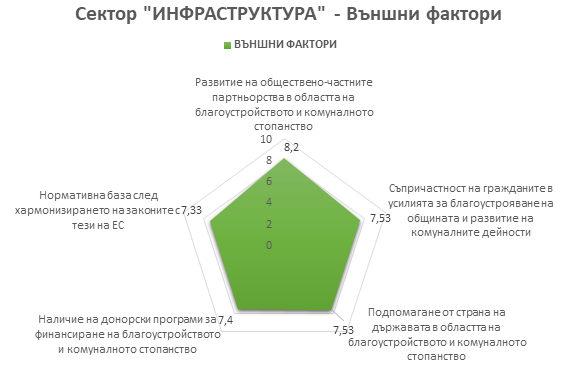 Сектор "ИНФРАСТРУКТУРА" - Външни фактори
ВЪНШНИ ФАКТОРИ
Развитие на обществено-частните
партньорства в областта на
благоустройството и комуналното
стопанство
10
8,2
8
6
4
2
0
Съпричастност на гражданите в
усилията за благоустрояване на
общината и развитие на
комуналните дейности
7,53
Подпомагане от страна на
държавата в областта на
благоустройството и комуналното
стопанство
7,53
Наличие на донорски програми за
финансиране на благоустройството
и комуналното стопанство
7,4
Нормативна база след
хармонизирането на законите с
тези на ЕС
7,33